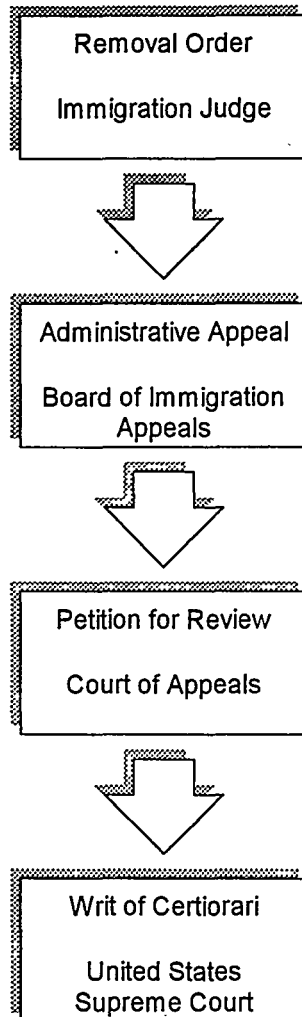 Removal Order
Immigration Judge
Administrative Appeal
Board of Immigration
Appeals
Petition for Review
Court of Appeals
Writ of Certiorari
United States
Supreme Court